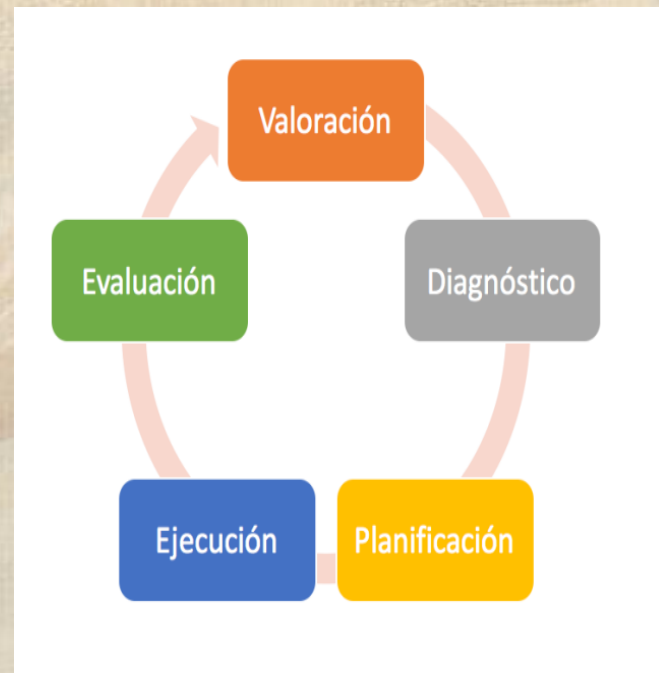 Valoración
Diagnóstico
Planificación
Ejecución
Evaluación